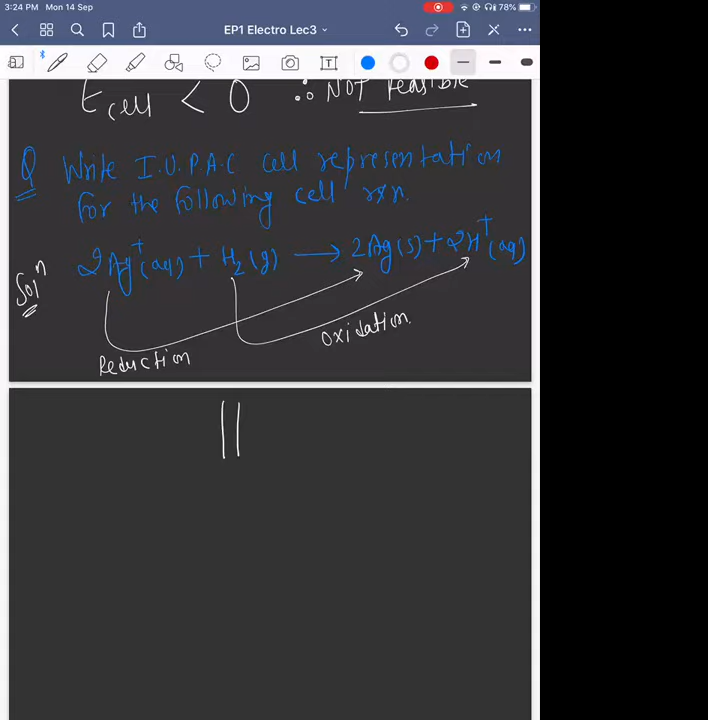 3:24 PM Mon 14 Sep
78%
EP1 Electro Lec3
T
Ecell < 0 ∴ NOT feasible
Q Write I.U.P.A.C cell representation
for the following cell rxn.
2Ag⁺(aq) + H₂(g) → 2Ag(s) + 2H⁺(aq)
Solⁿ
Oxidation.
Reduction
||